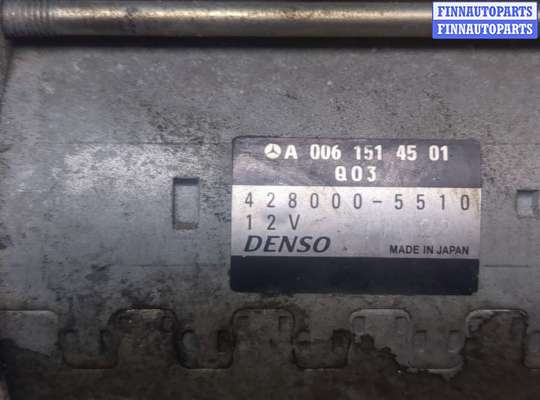 FINNAUTOPARTS
FINNAUTOPARTS
A 006 151 45 01
Q03
428000-5510
12V
DENSO
MADE IN JAPAN